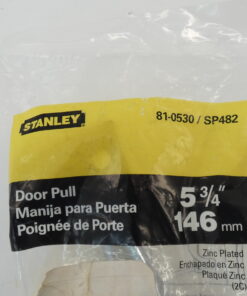 STANLEY
81-0530 / SP482
Door Pull
Manija para Puerta
Poignée de Porte
5 3/4"
146 mm
Zinc Plated
Enchapado en Zinc
Plaqué Zinc